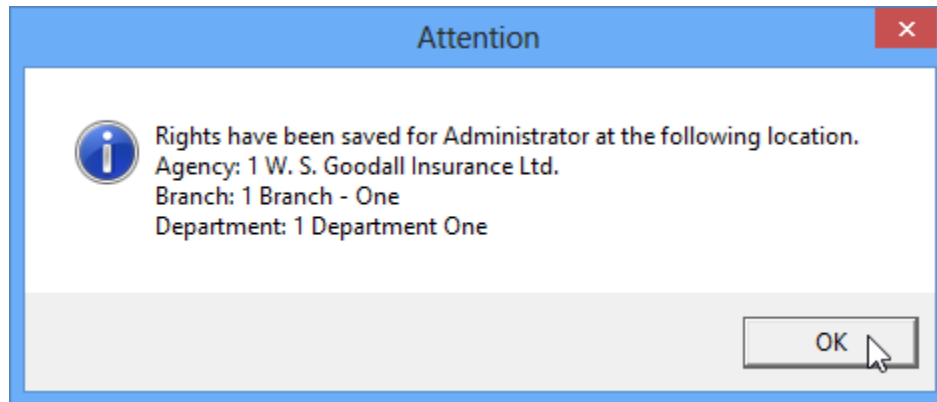 Attention
Rights have been saved for Administrator at the following location.
Agency: 1 W. S. Goodall Insurance Ltd.
Branch: 1 Branch - One
Department: 1 Department One
OK